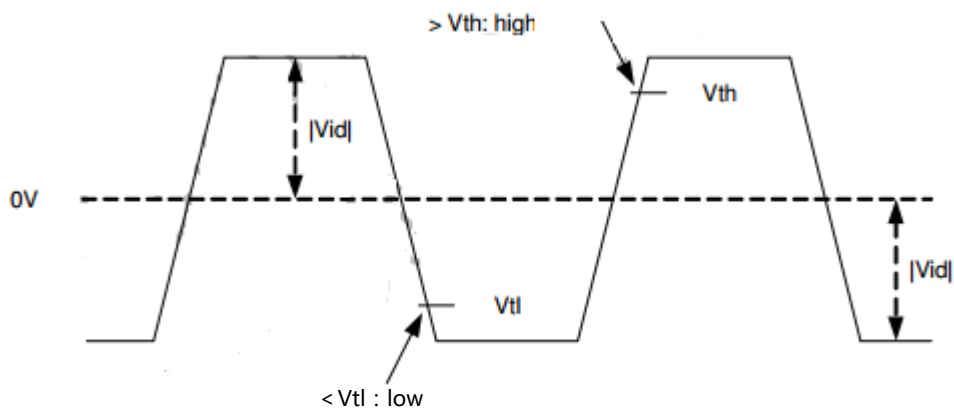 > Vth: high
Vth
|Vid|
0V
|Vid|
Vtl
< Vtl : low